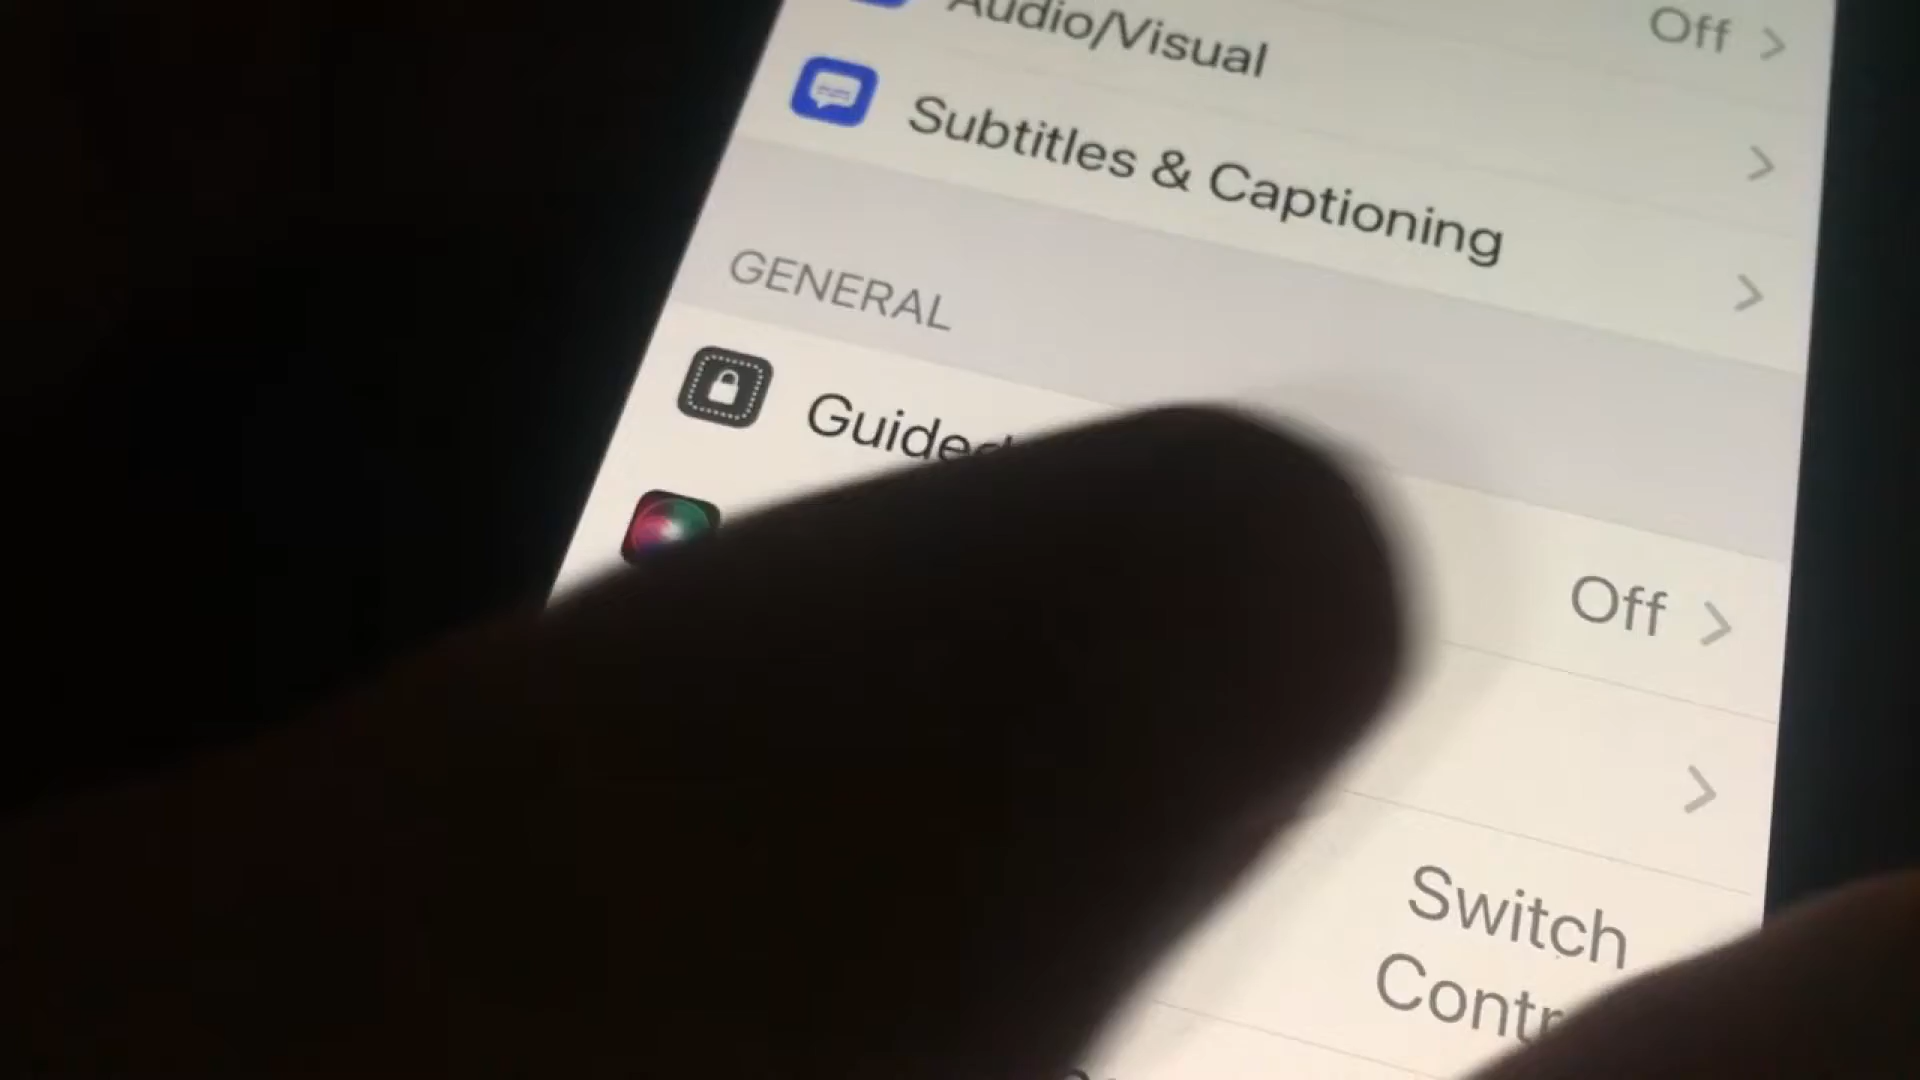 Audio/Visual
Off
Subtitles & Captioning
GENERAL
Guided
Off
Switch
Contr